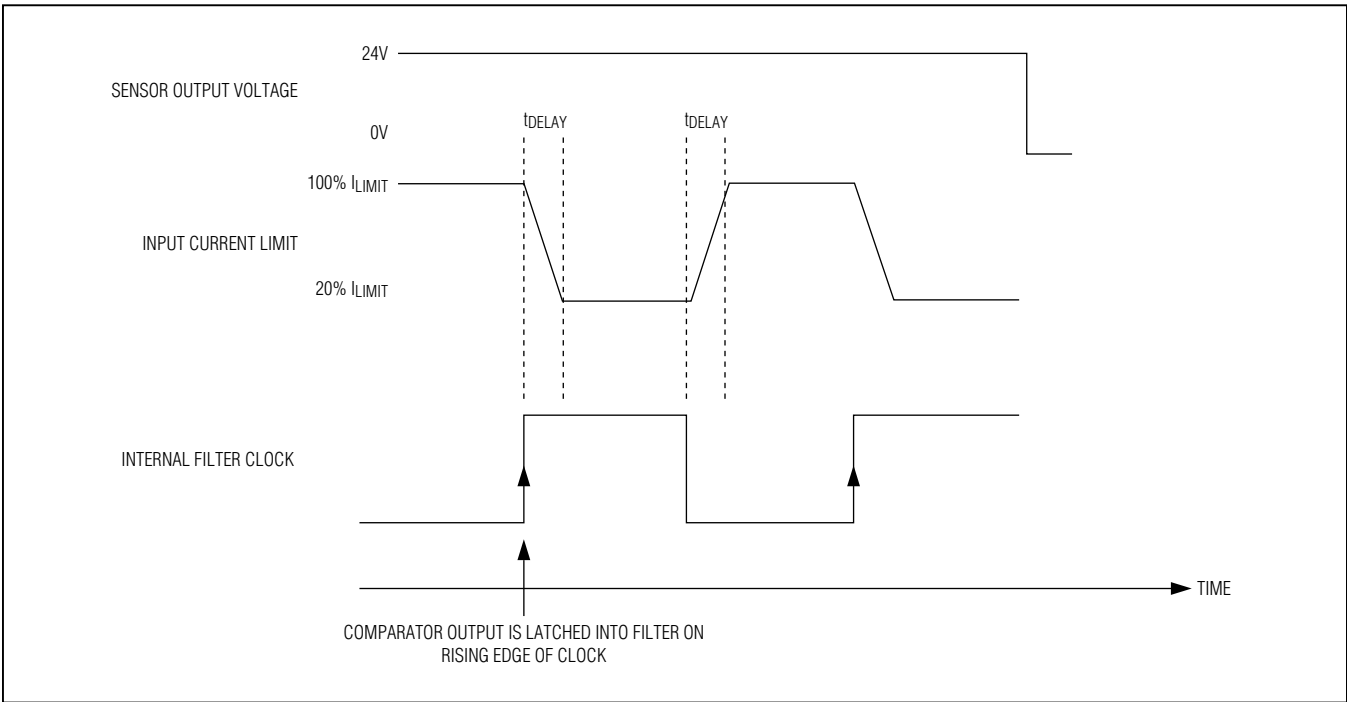 24V
SENSOR OUTPUT VOLTAGE
0V
tDELAY tDELAY
100% ILIMIT
INPUT CURRENT LIMIT
20% ILIMIT
INTERNAL FILTER CLOCK
TIME
COMPARATOR OUTPUT IS LATCHED INTO FILTER ON
RISING EDGE OF CLOCK